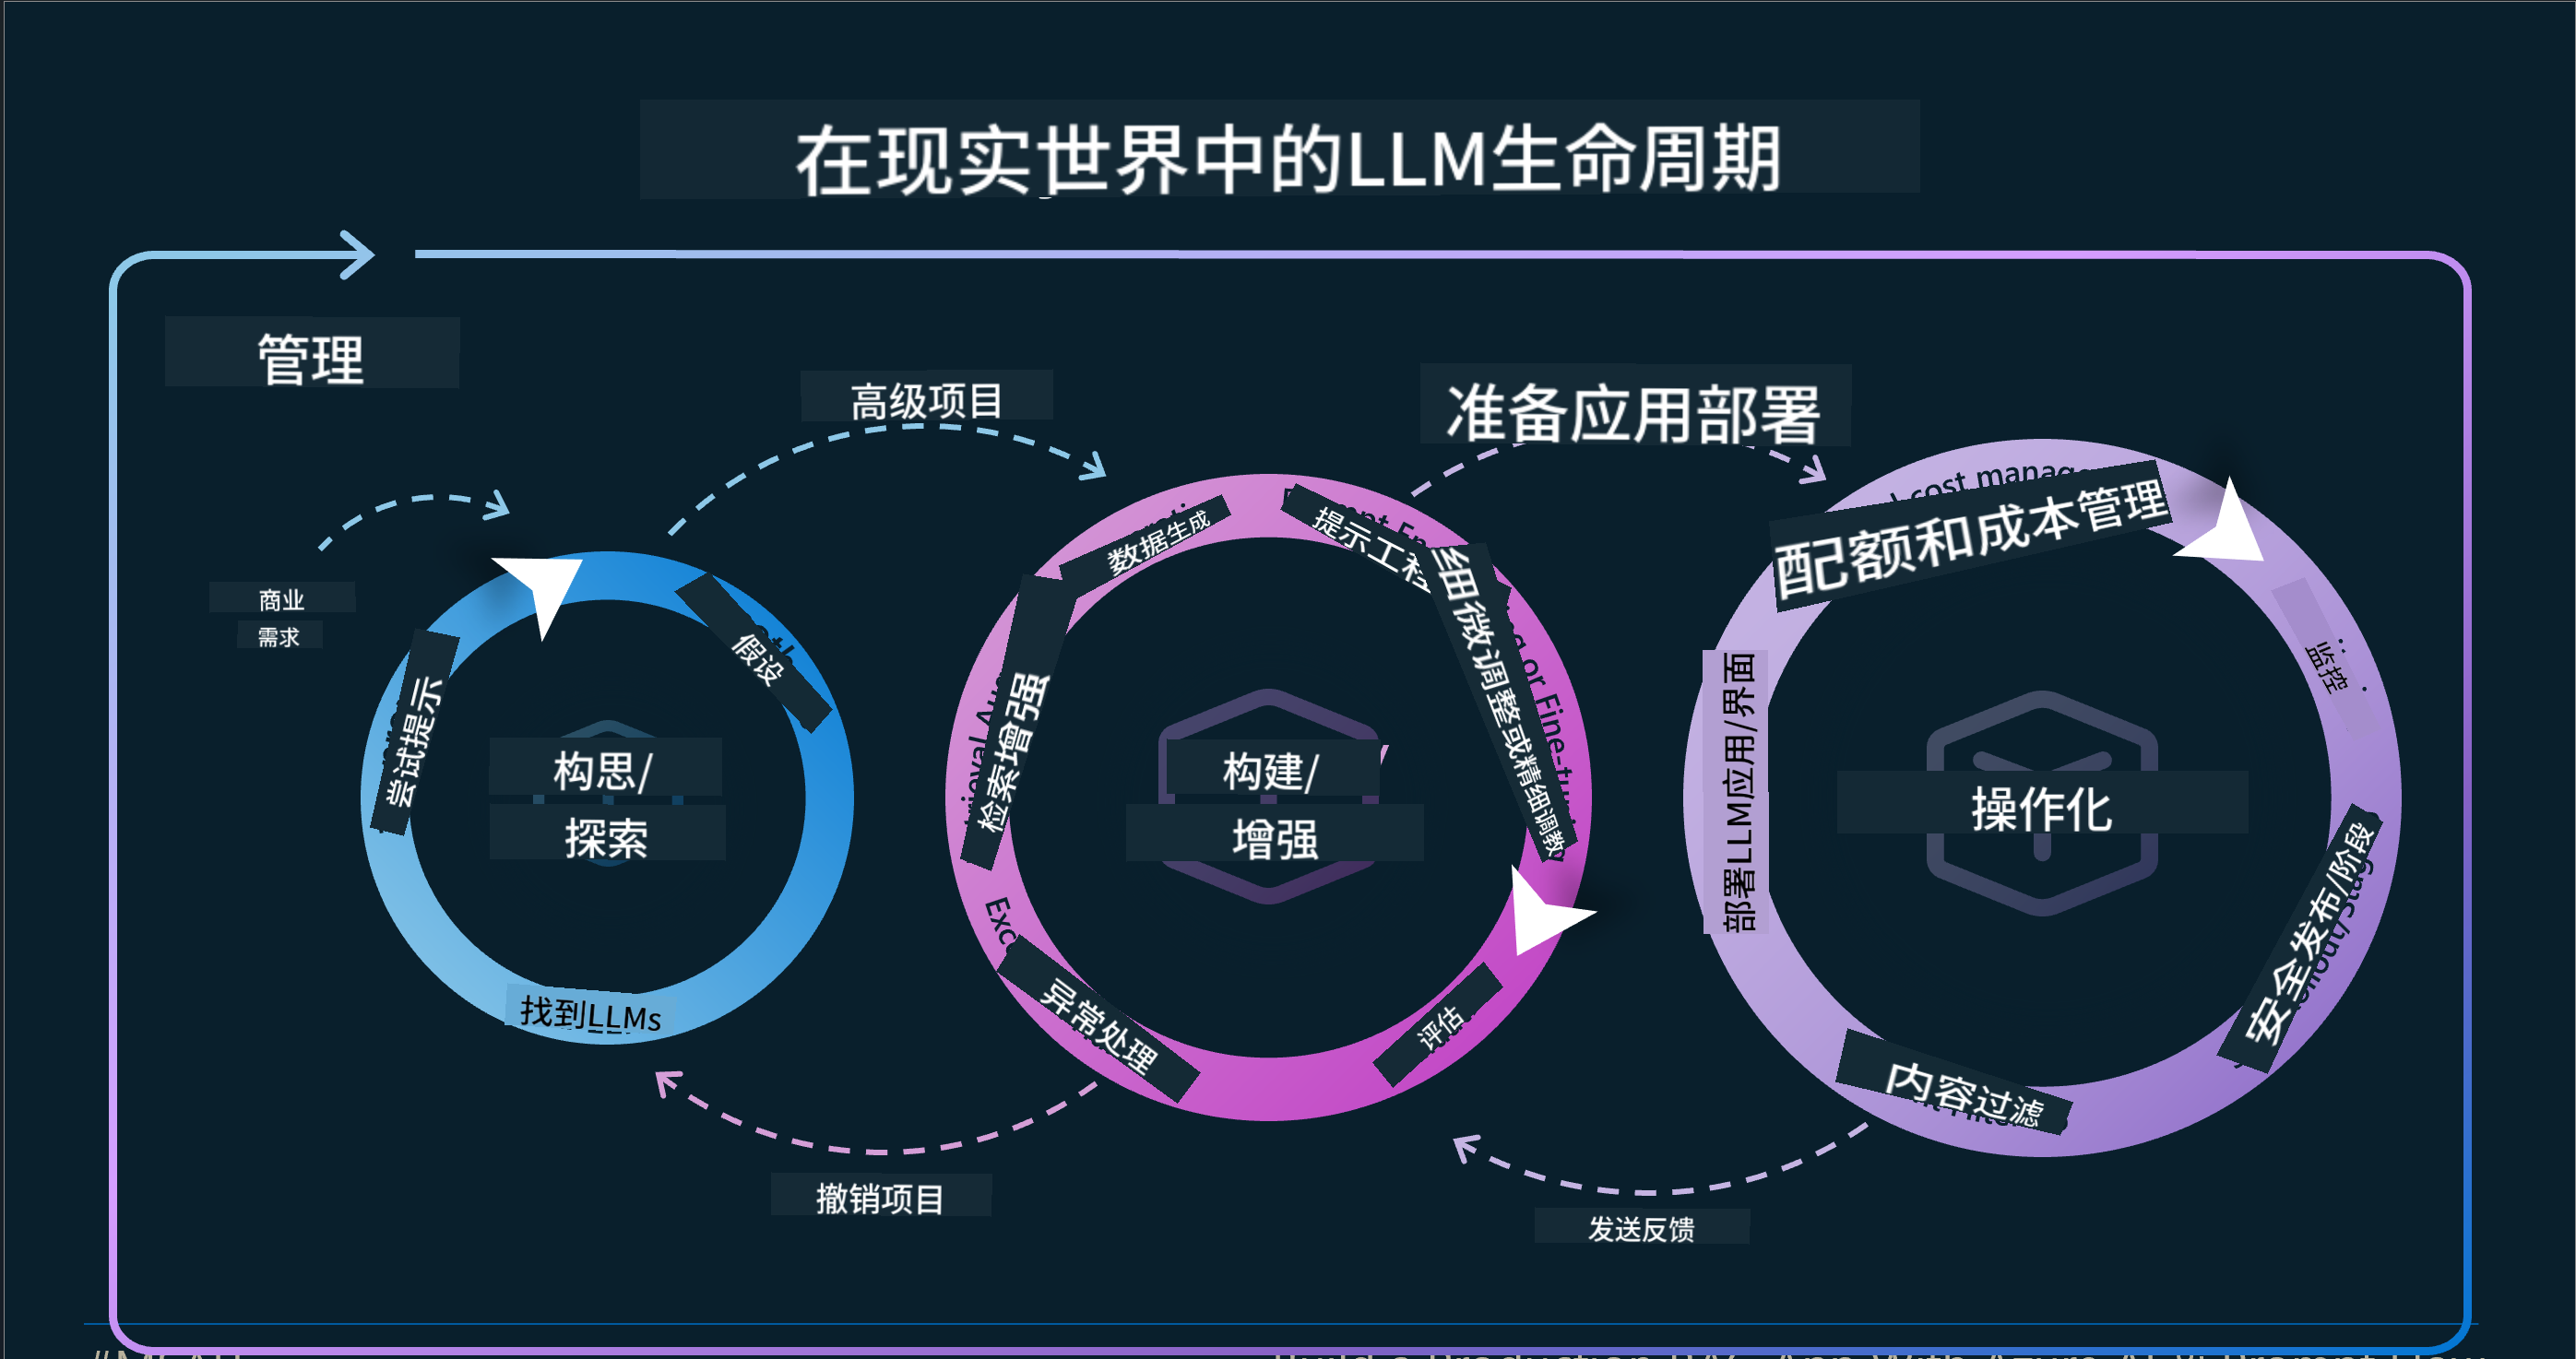 在现实世界中的LLM生命周期
管理
高级项目
准备应用部署
商业
需求
尝试提示
假设
构思/
探索
找到LLMs
数据生成
提示工程
细微调整或精细调教
检索增强
构建/
增强
异常处理
评估
配额和成本管理
cost
监控
部署LLM应用/界面
操作化
安全发布/阶段
内容过滤
撤销项目
发送反馈